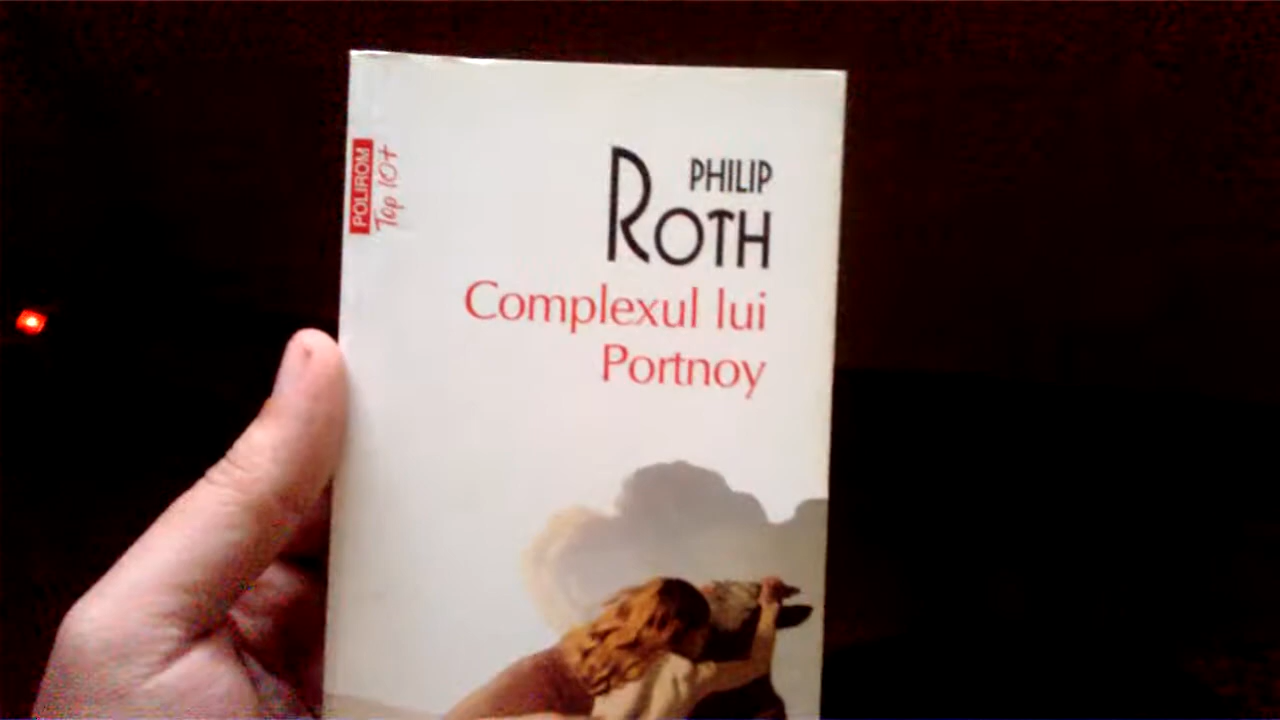 POLIROM
Top 10+
PHILIP
ROTH
Complexul lui
Portnoy